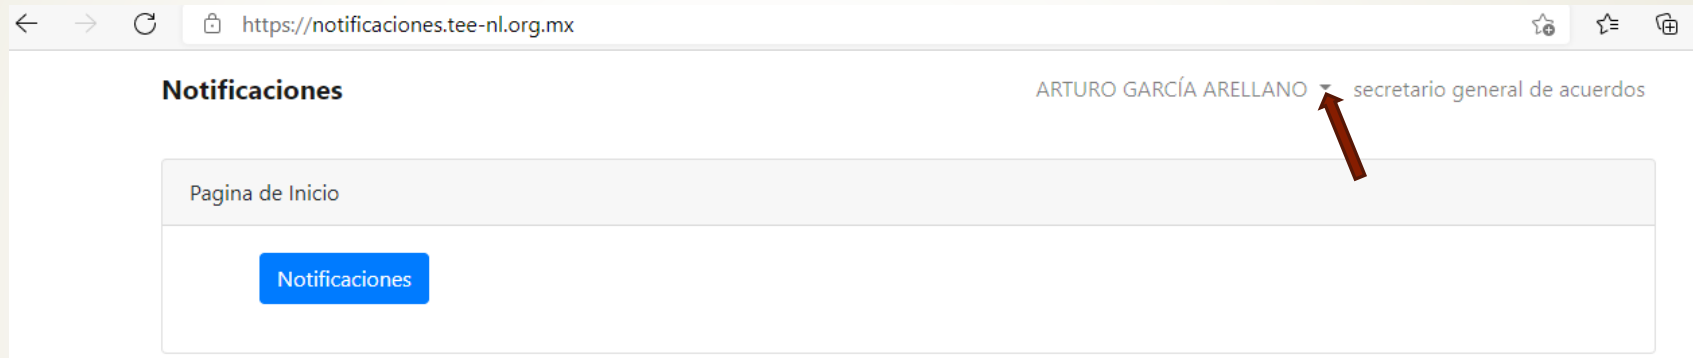 https://notificaciones.tee-nl.org.mx
Notificaciones
ARTURO GARCÍA ARELLANO secretario general de acuerdos
Pagina de Inicio
Notificaciones